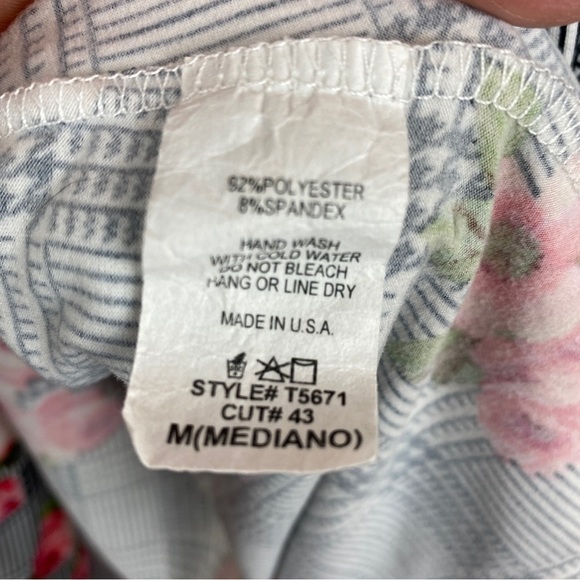 92%POLYESTER
8%SPANDEX
HAND WASH
WITH COLD WATER
DO NOT BLEACH
HANG OR LINE DRY
MADE IN U.S.A.
STYLE# T5671
CUT# 43
M(MEDIANO)